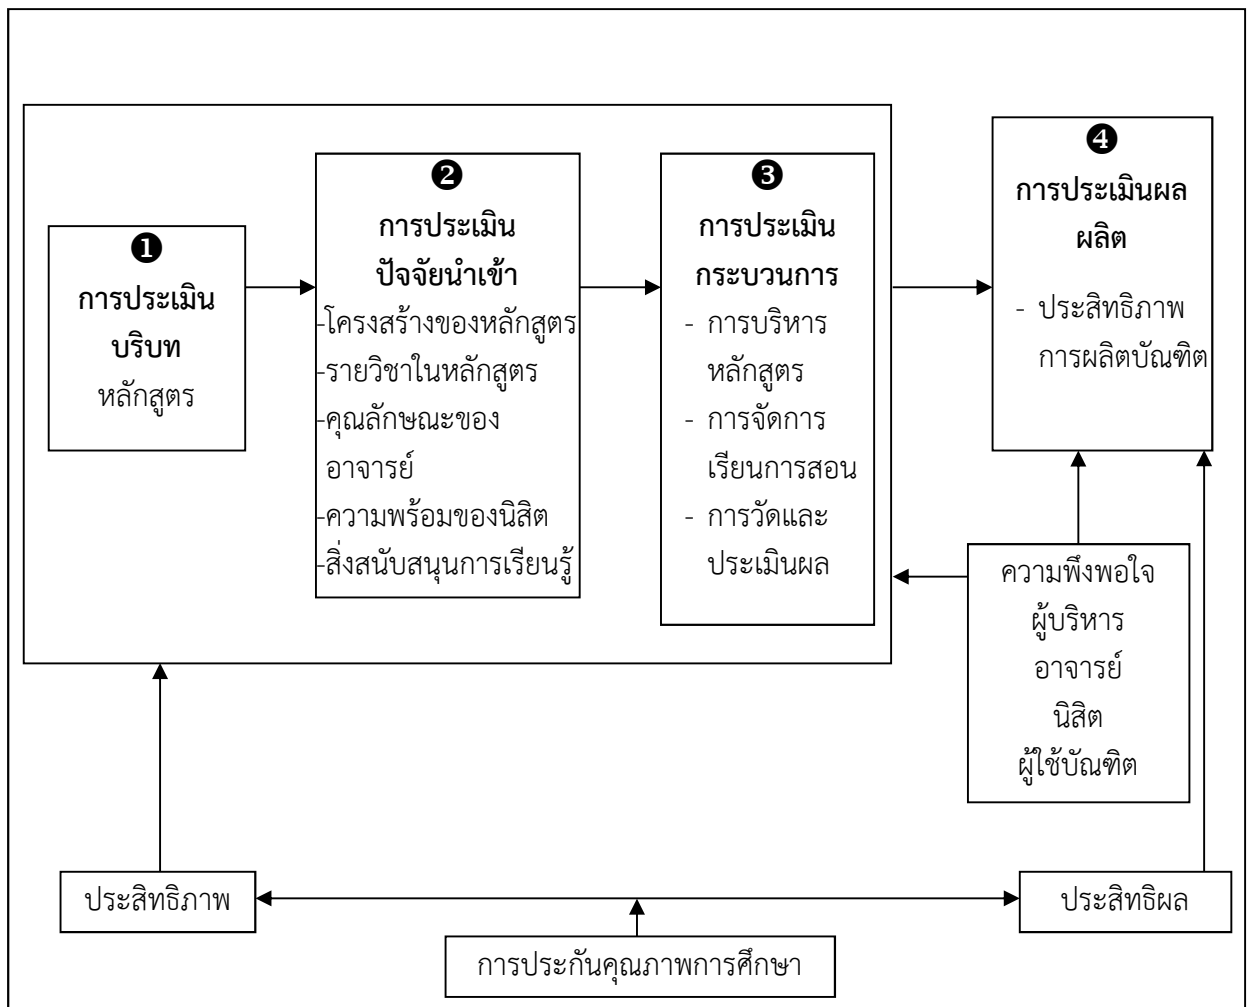 ❶
การประเมิน
บริบท
หลักสูตร
❷
การประเมิน
ปัจจัยนำเข้า
-โครงสร้างของหลักสูตร
-รายวิชาในหลักสูตร
-คุณลักษณะของ
อาจารย์
-ความพร้อมของนิสิต
-สิ่งสนับสนุนการเรียนรู้
❸
การประเมิน
กระบวนการ
- การบริหาร
หลักสูตร
- การจัดการ
เรียนการสอน
- การวัดและ
ประเมินผล
❹
การประเมินผล
ผลิต
- ประสิทธิภาพ
การผลิตบัณฑิต
ความพึงพอใจ
ผู้บริหาร
อาจารย์
นิสิต
ผู้ใช้บัณฑิต
ประสิทธิภาพ
ประสิทธิผล
การประกันคุณภาพการศึกษา